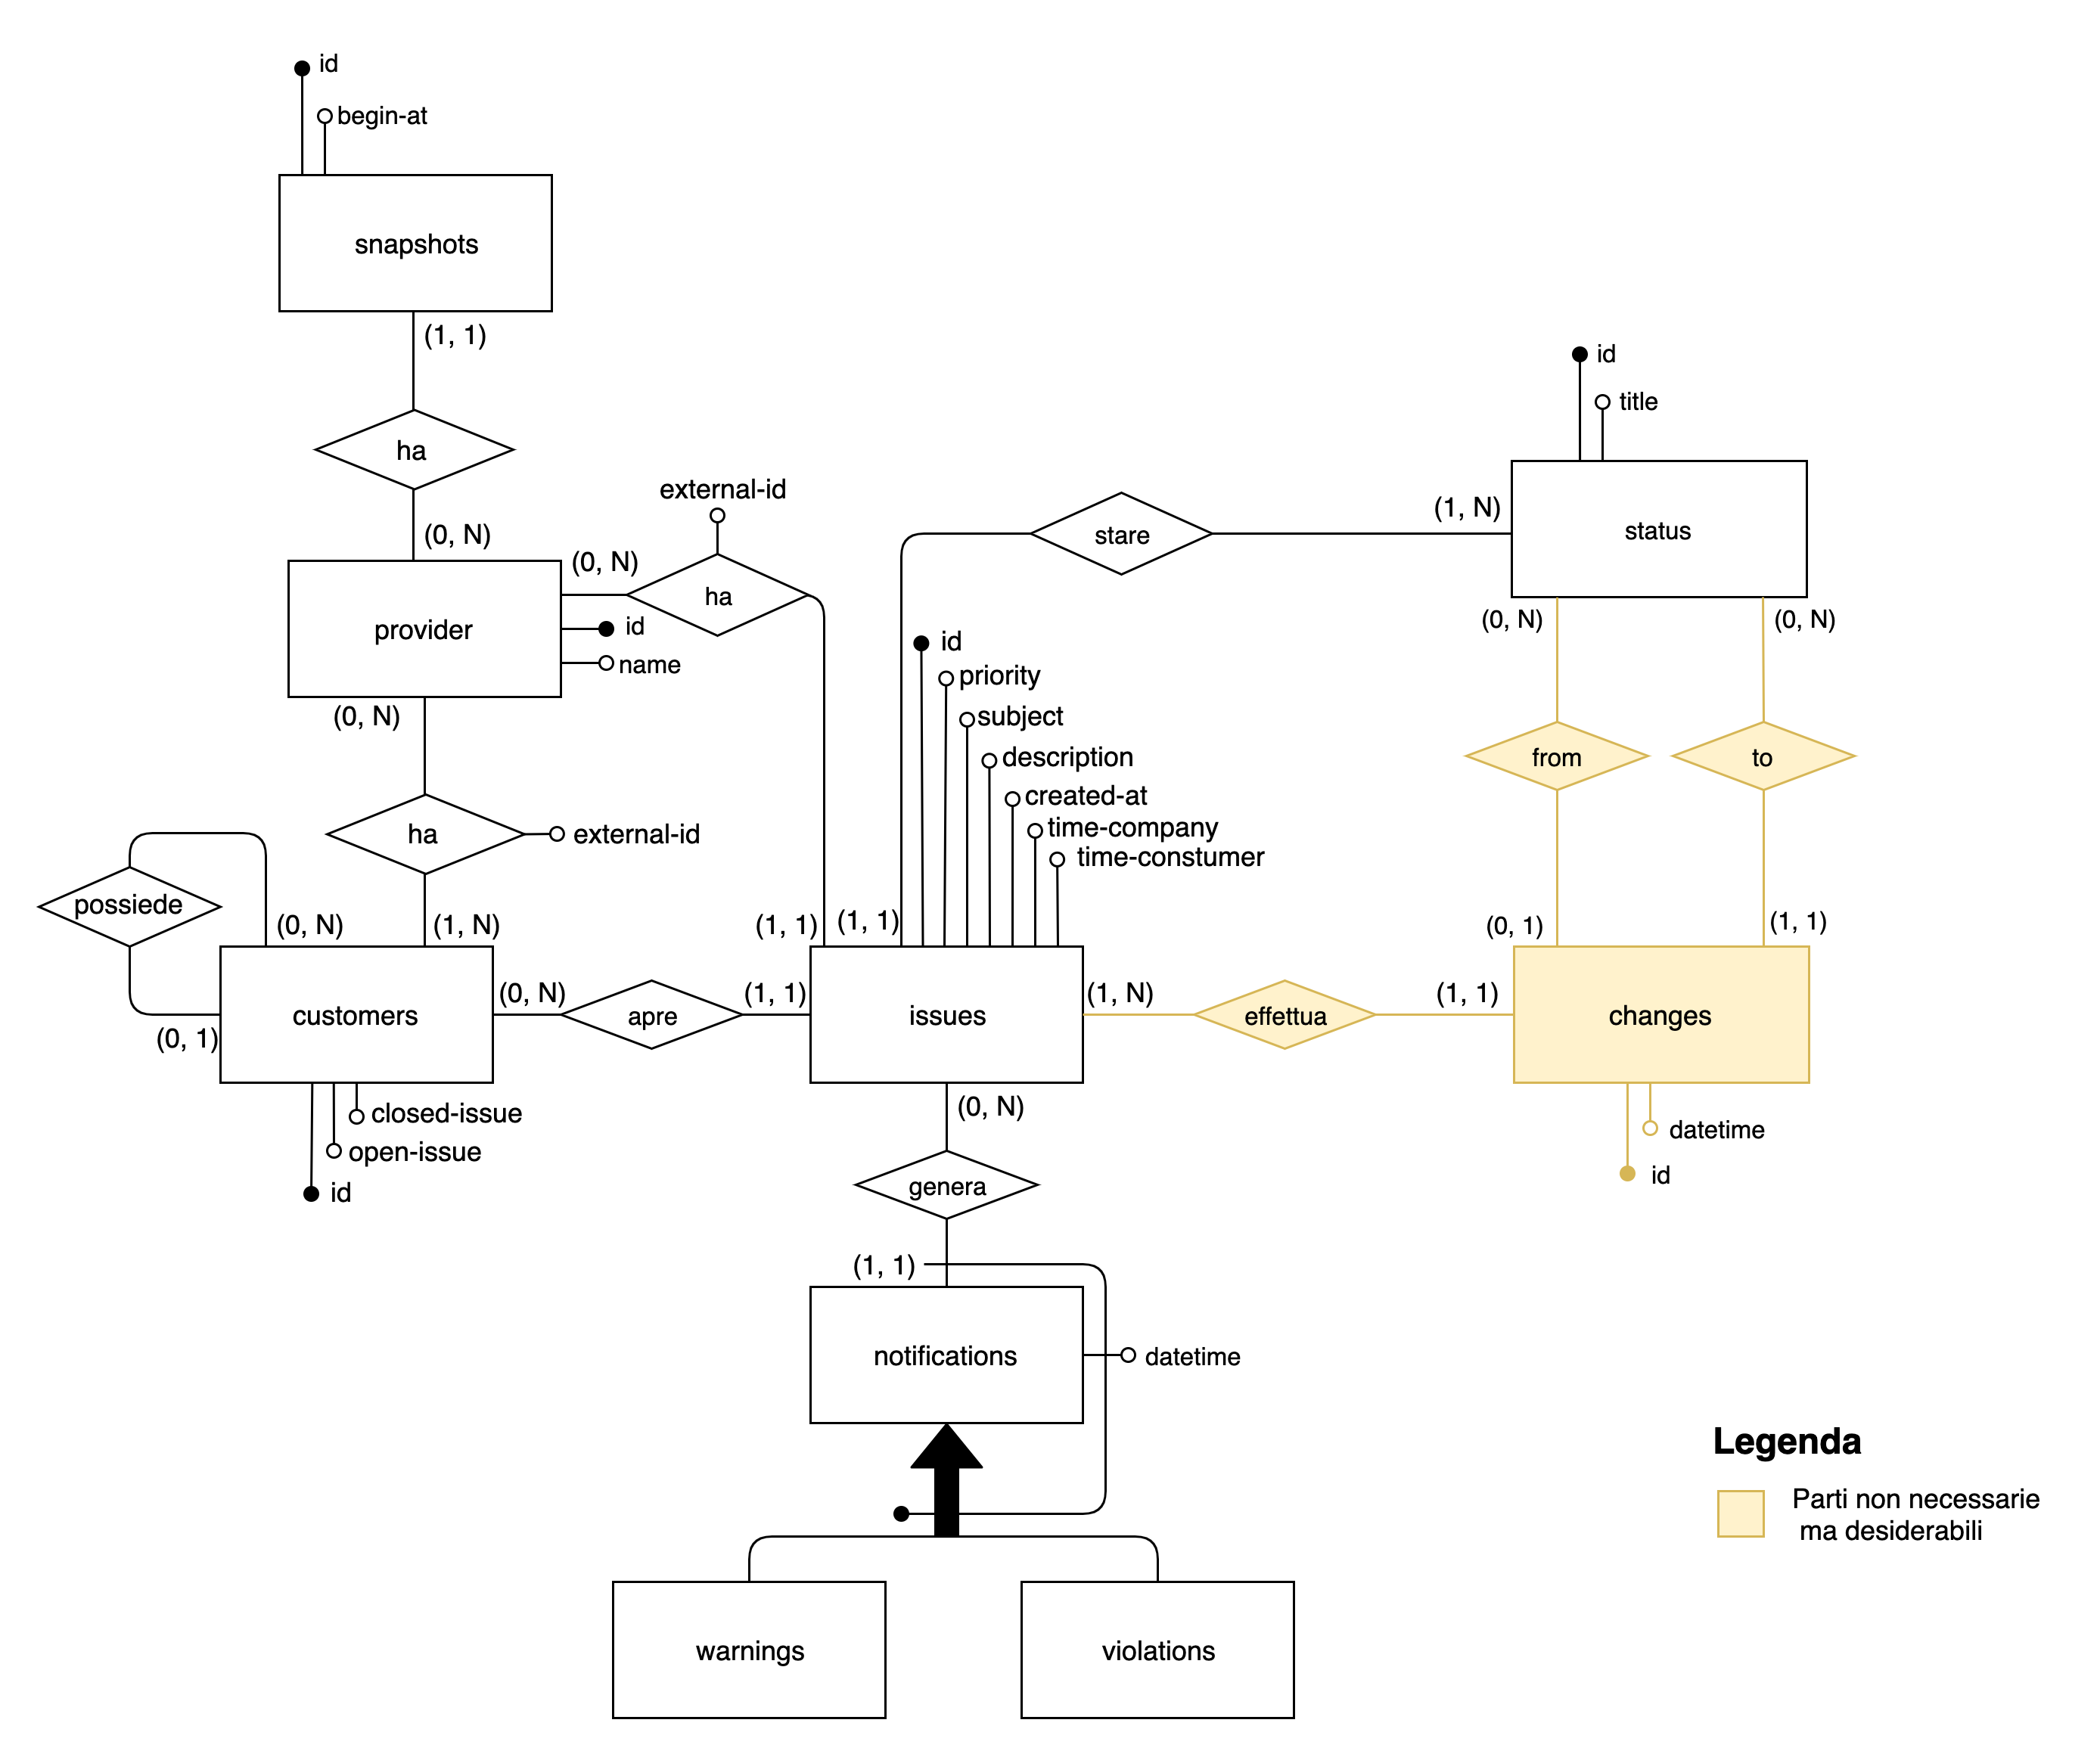 id
begin-at
snapshots
(1, 1)
ha
(0, N)
external-id
(0, N)
ha
provider
id
name
(0, N)
ha
external-id
possiede
(0, N)
(1, N)
customers
(0, 1)
closed-issue
open-issue
id
(0, N)
apre
(1, 1)
(1, 1)
(1, 1)
stare
(1, N)
id
title
status
id
priority
subject
description
created-at
time-company
time-constumer
issues
(0, N)
(0, N)
from
to
(0, 1)
(1, 1)
(1, N)
effettua
(1, 1)
changes
datetime
id
(0, N)
genera
(1, 1)
notifications
datetime
warnings
violations
Legenda
Parti non necessarie
ma desiderabili